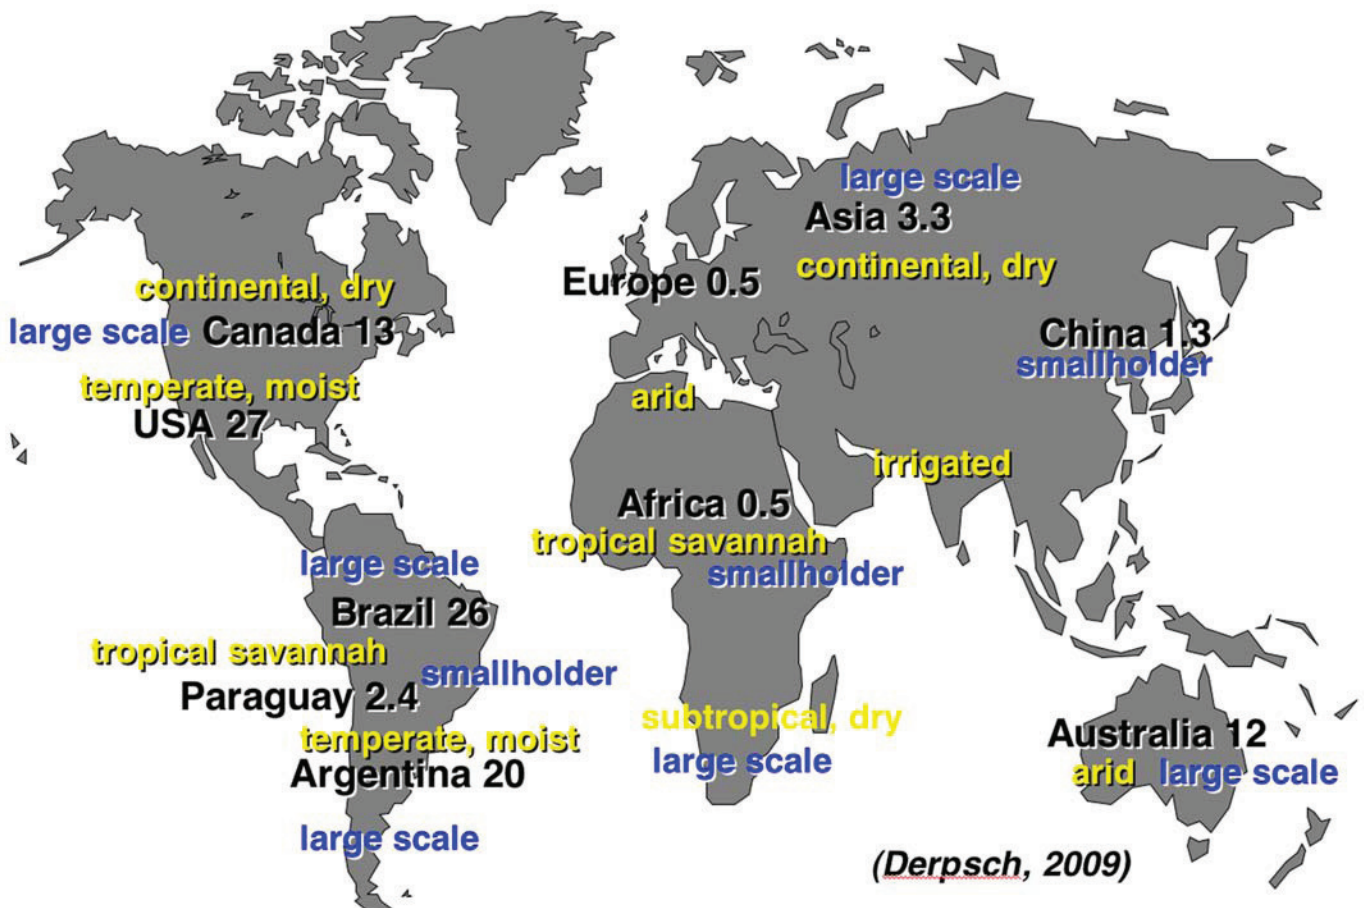 large scale
Asia 3.3
continental, dry
Europe 0.5
continental, dry
large scale Canada 13
China 1.3
smallholder
temperate, moist
USA 27
arid
irrigated
Africa 0.5
tropical savannah
smallholder
large scale
Brazil 26
tropical savannah
smallholder
Paraguay 2.4
temperate, moist
Argentina 20
large scale
subtropical, dry
large scale
Australia 12
arid large scale
(Derpsch, 2009)